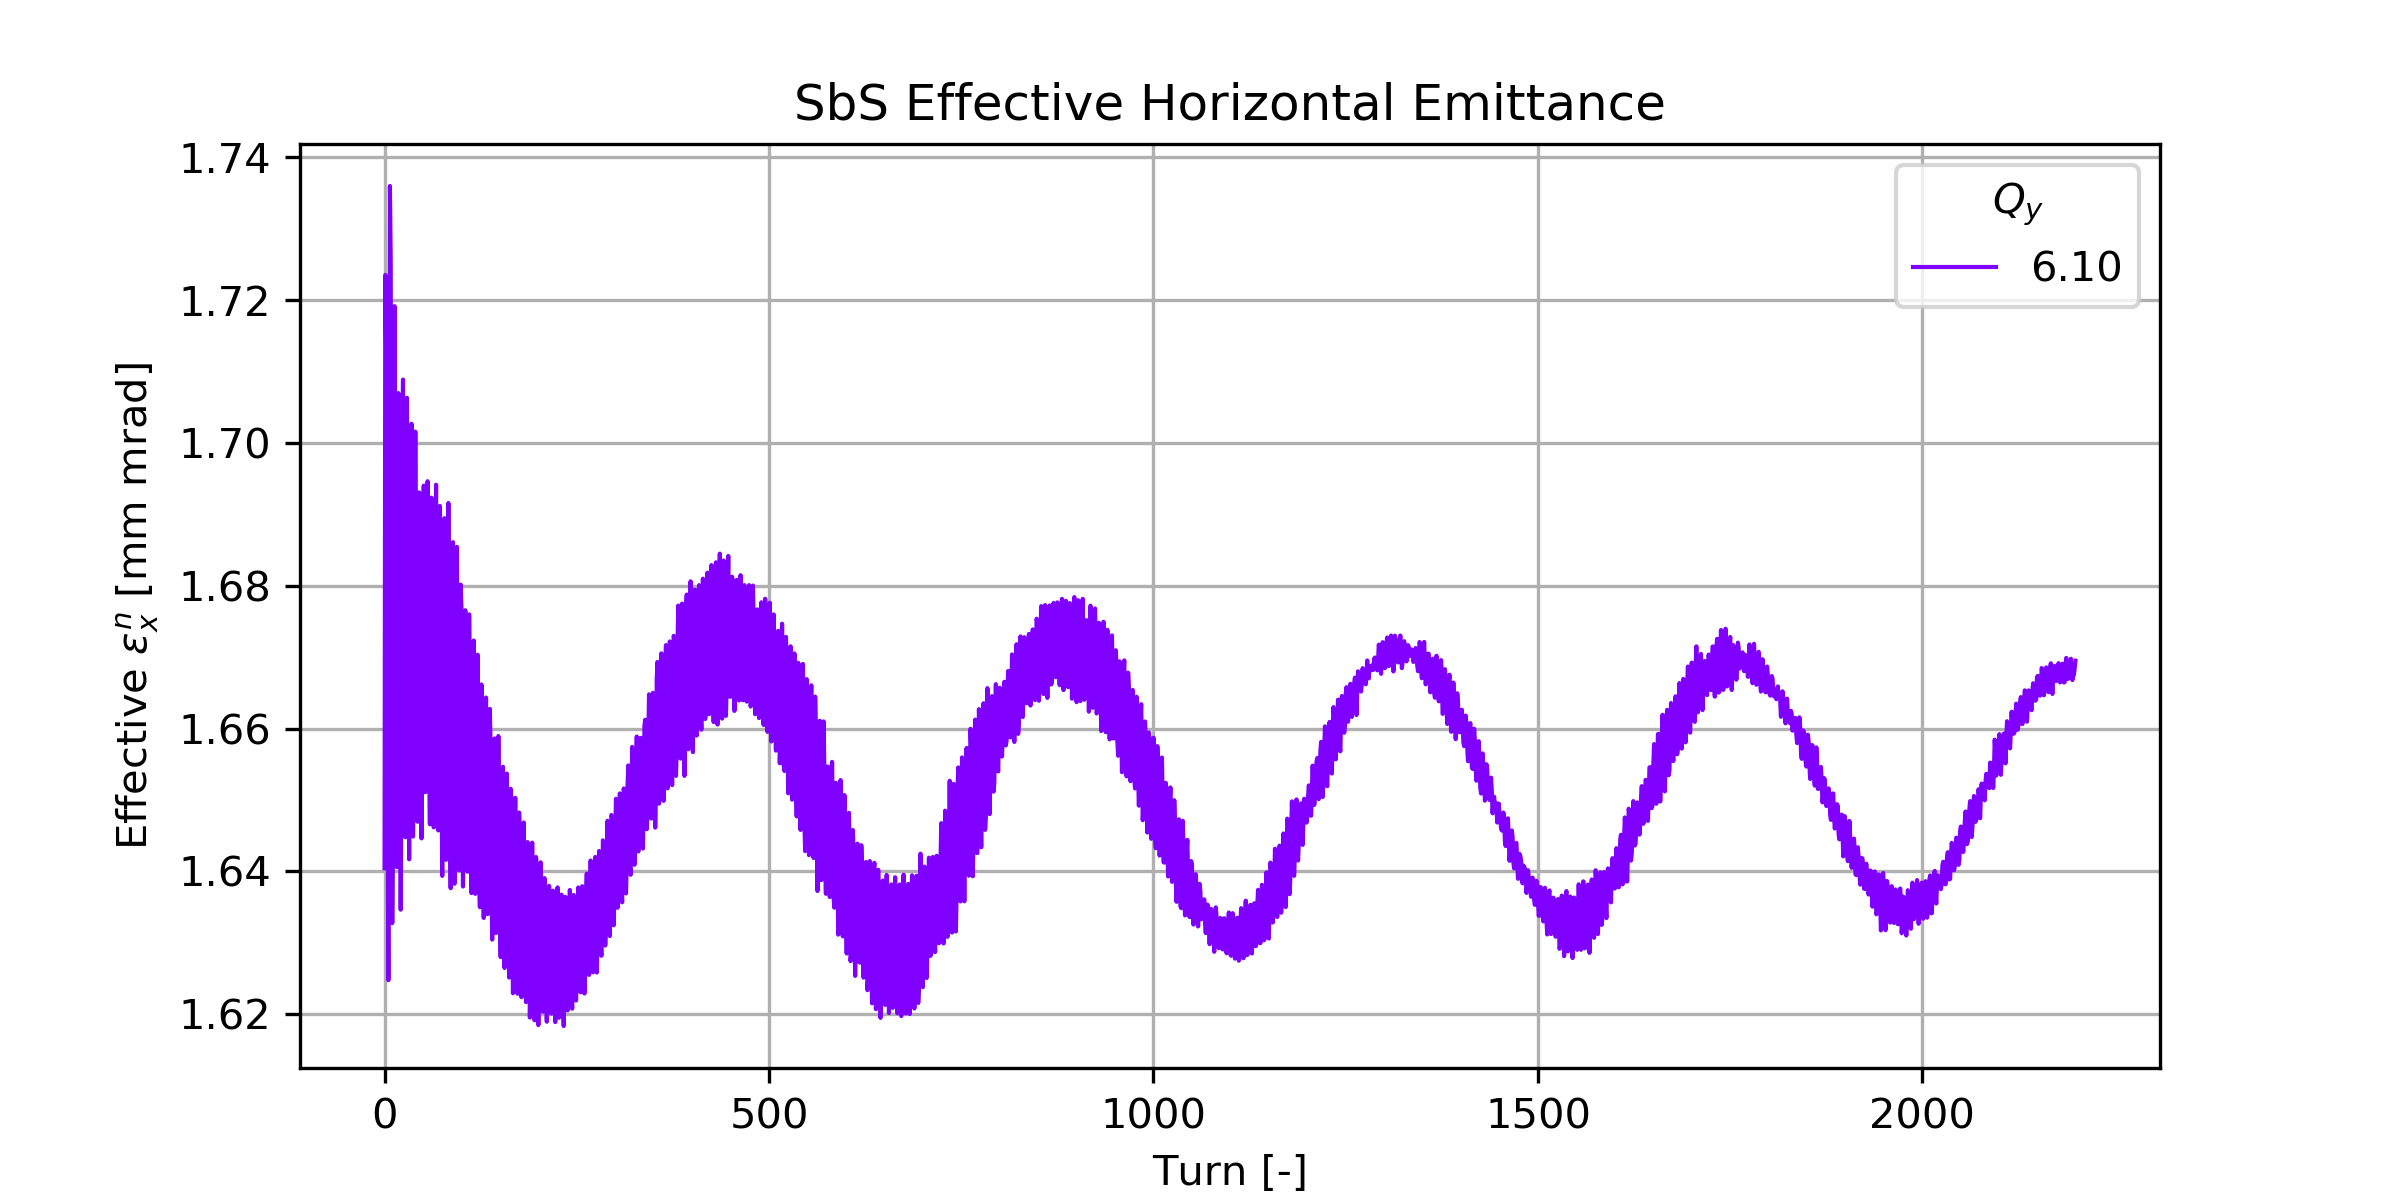 SbS Effective Horizontal Emittance
1.74
1.72
1.70
1.68
1.66
1.64
1.62
Effective εₓⁿ [mm mrad]
Q_y
6.10
0 500 1000 1500 2000
Turn [-]